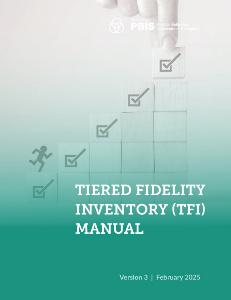 PBIS
TIERED FIDELITY
INVENTORY (TFI)
MANUAL
Version 3 | February 2025